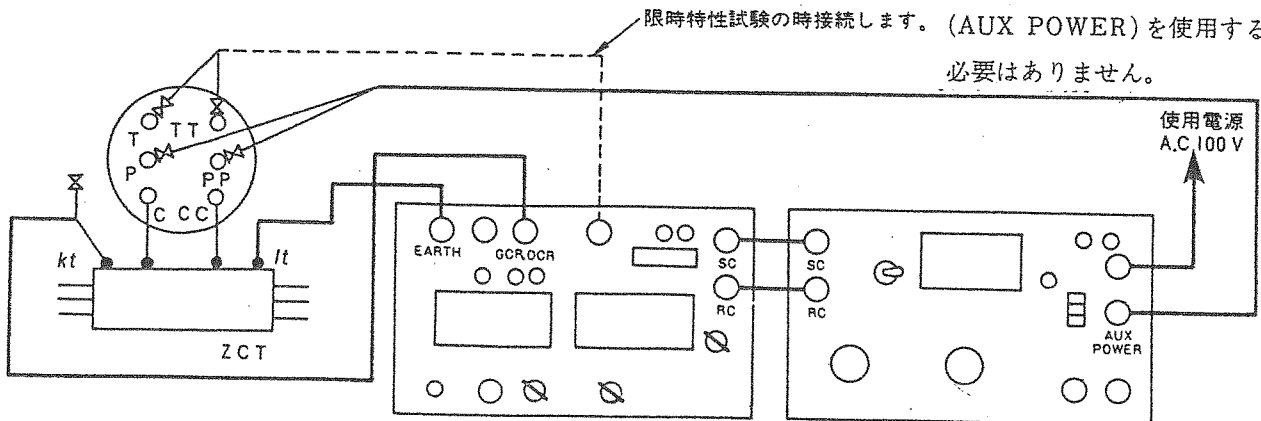 限時特性試験の時接続します。
(AUX POWER)を使用する
必要はありません。
使用電源
A.C.100V
T TT
P PP
C CC
kt
lt
ZCT
EARTH
GCR,OCR
SC
RC
SC
RC
AUX
POWER